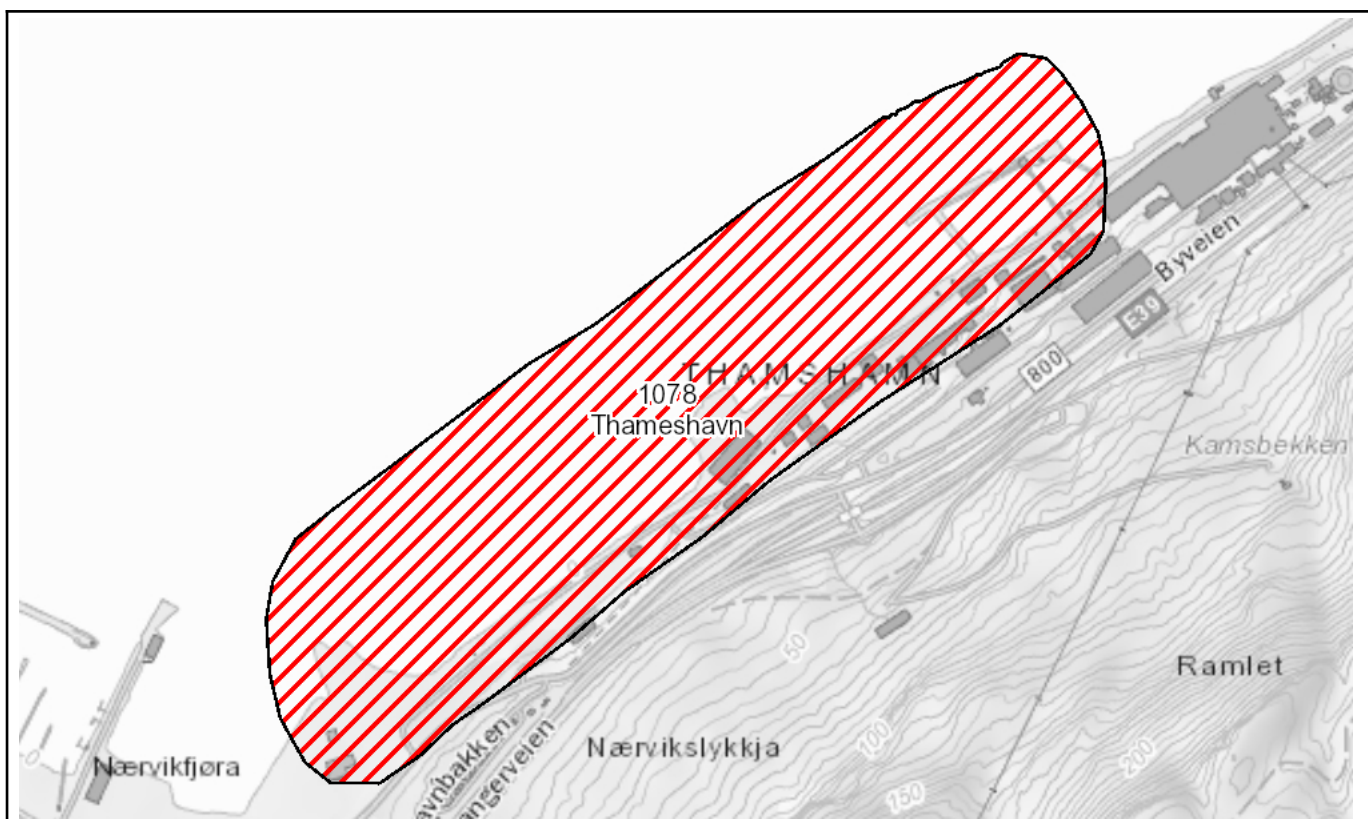 Byveien
E39
800
THAMSHAMN
1078
Thameshavn
Kamsbekken
50
Ramlet
100
200
Nærvikslykkja
Nærvikfjøra
150